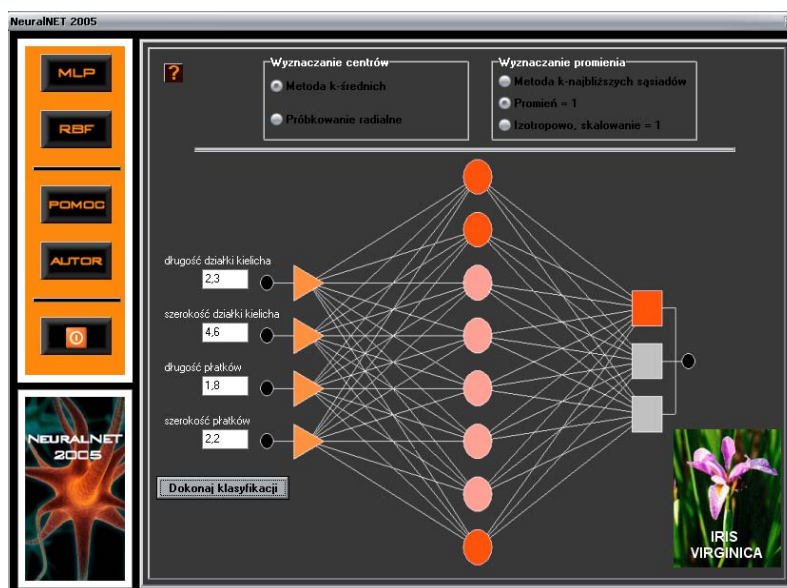 NeuralNET 2005
MLP
RBF
POMOC
AUTOR
NEURALNET
2005
?
Wyznaczanie centrów
Metoda k-średnich
Próbkowanie radialne
Wyznaczanie promienia
Metoda k-najbliższych sąsiadów
Promień = 1
Izotropowo, skalowanie = 1
długość działki kielicha
2,3
szerokość działki kielicha
4,6
długość płatków
1,8
szerokość płatków
2,2
Dokonaj klasyfikacji
IRIS
VIRGINICA